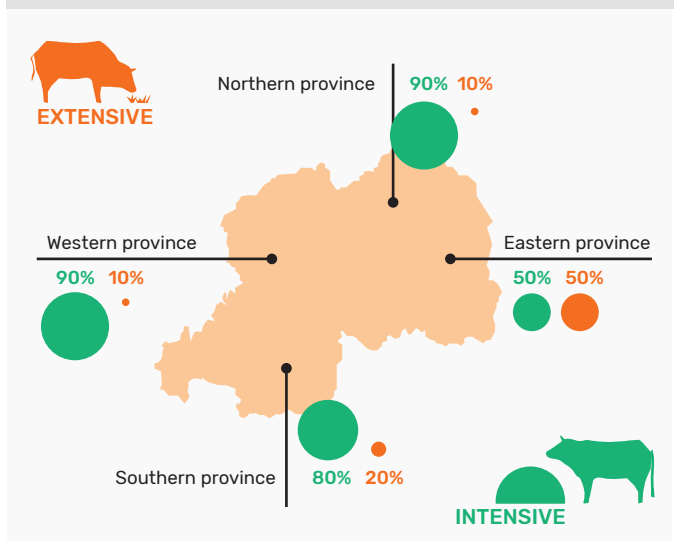 Northern province
90% 10%
EXTENSIVE
Western province
90% 10%
Eastern province
50% 50%
Southern province
80% 20%
INTENSIVE